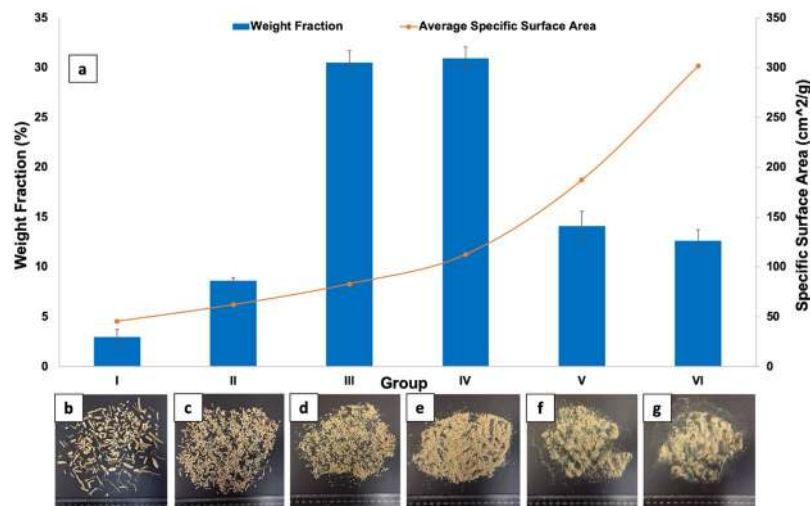 Weight Fraction
Average Specific Surface Area
a
Weight Fraction (%)
35
30
25
20
15
10
5
0
Specific Surface Area (cm^2/g)
350
300
250
200
150
100
50
0
I II III IV V VI
Group
b c d e f g